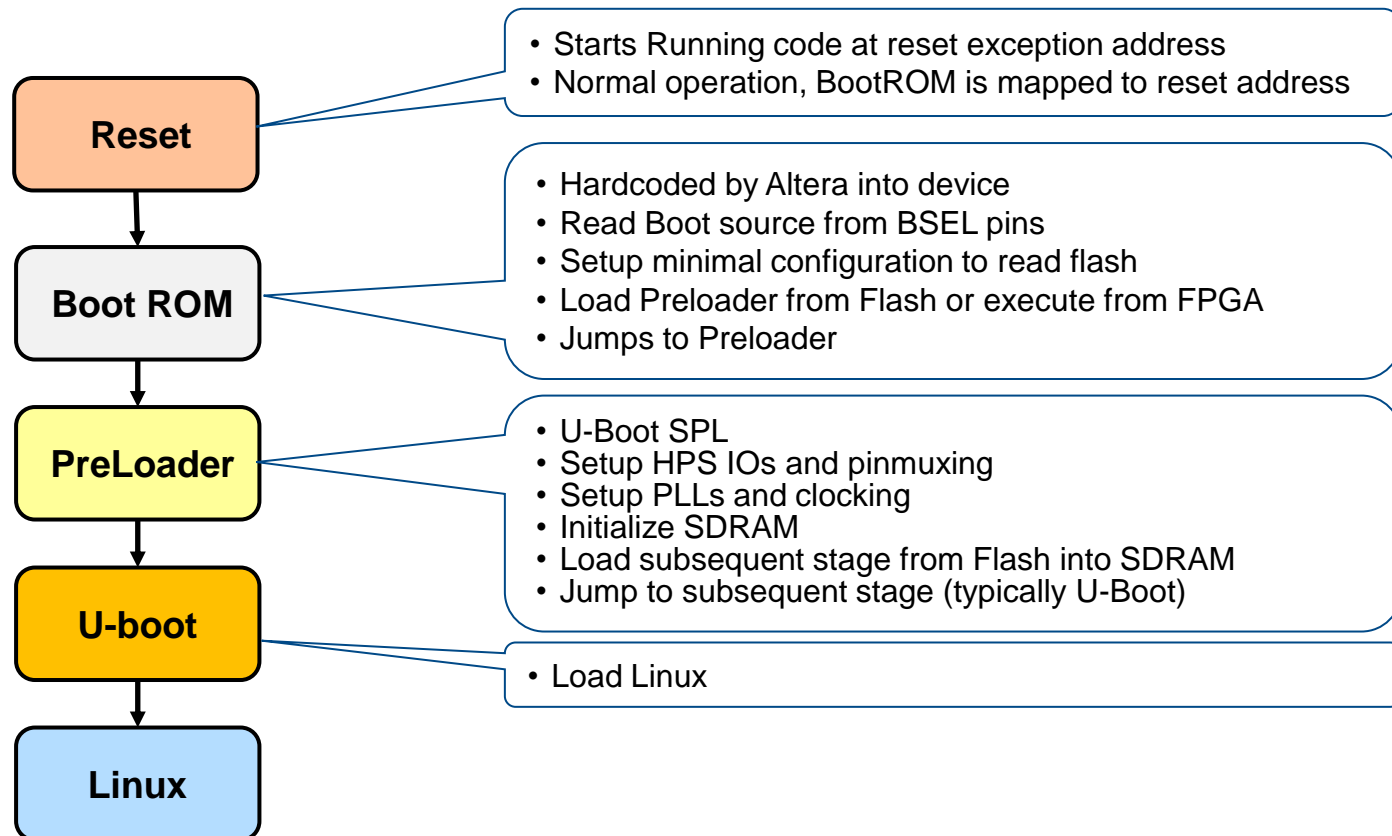 Reset
• Starts Running code at reset exception address
• Normal operation, BootROM is mapped to reset address
Boot ROM
• Hardcoded by Altera into device
• Read Boot source from BSEL pins
• Setup minimal configuration to read flash
• Load Preloader from Flash or execute from FPGA
• Jumps to Preloader
PreLoader
• U-Boot SPL
• Setup HPS IOs and pinmuxing
• Setup PLLs and clocking
• Initialize SDRAM
• Load subsequent stage from Flash into SDRAM
• Jump to subsequent stage (typically U-Boot)
U-boot
• Load Linux
Linux